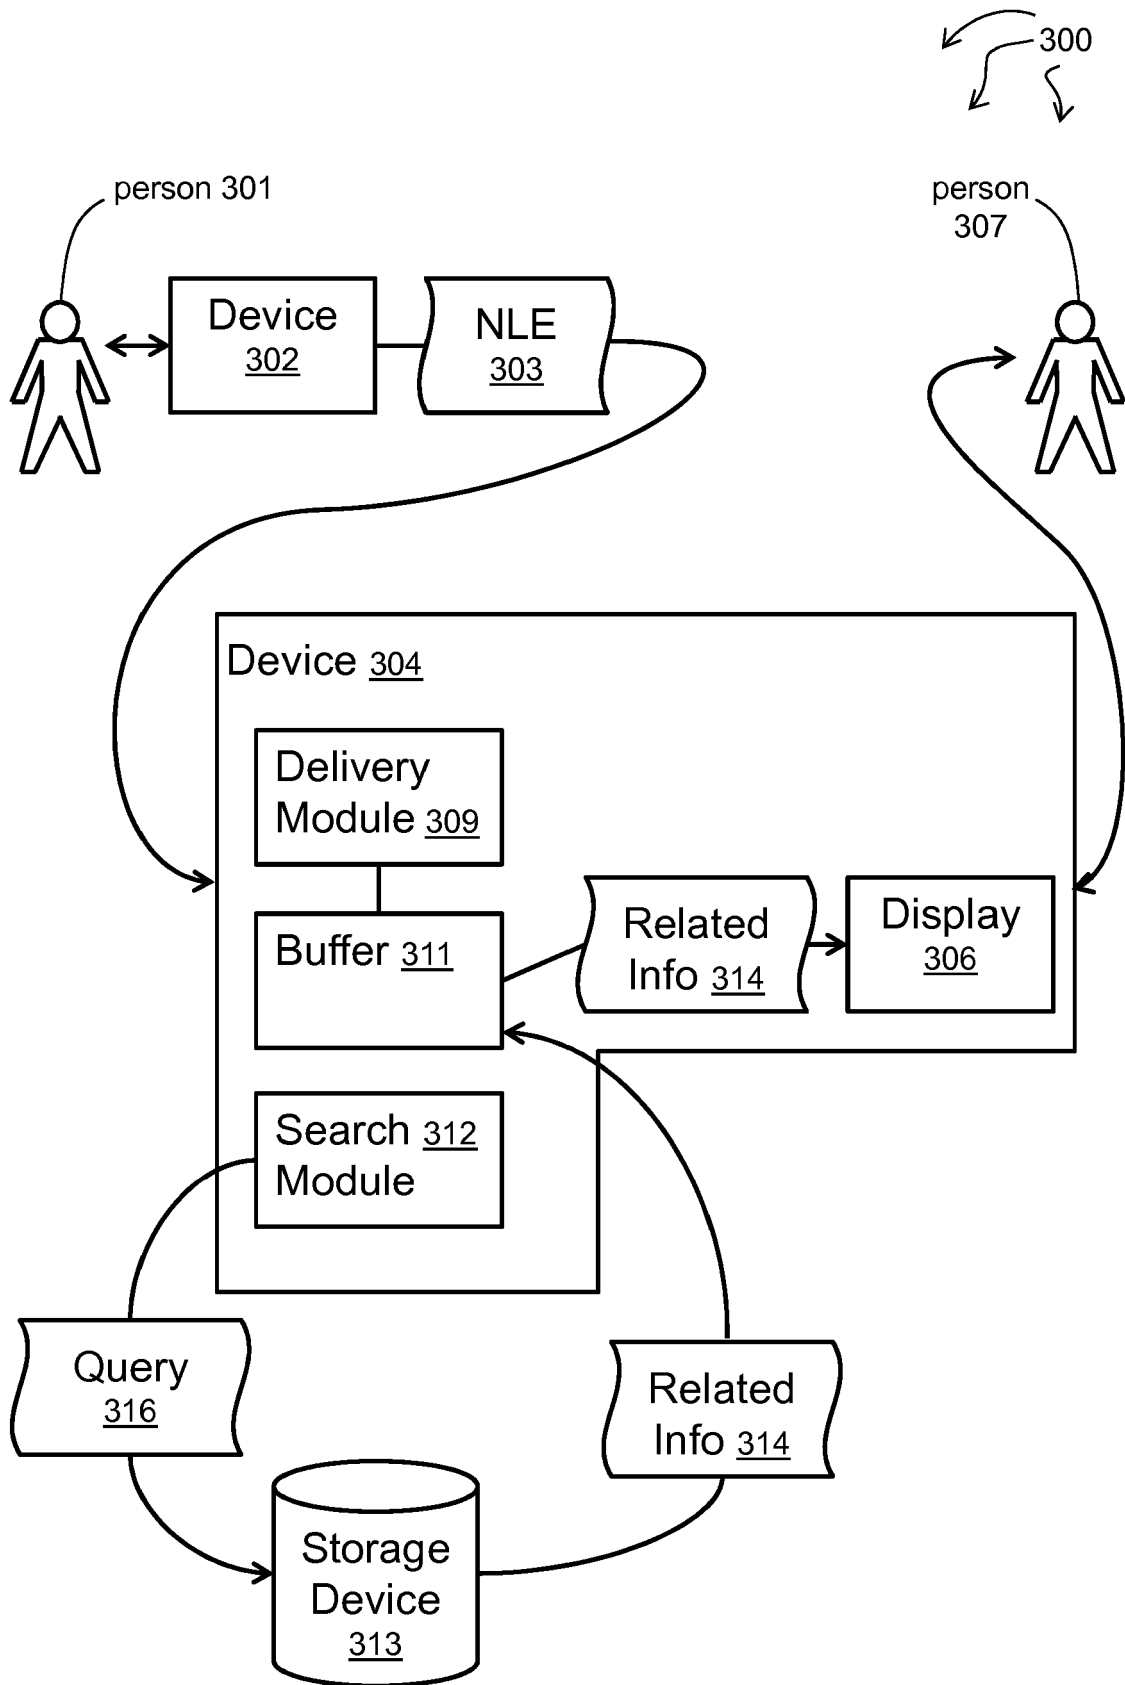 300
person 301
person
307
Device
302
NLE
303
Device 304
Delivery
Module 309
Buffer 311
Related
Info 314
Display
306
Search 312
Module
Query
316
Related
Info 314
Storage
Device
313